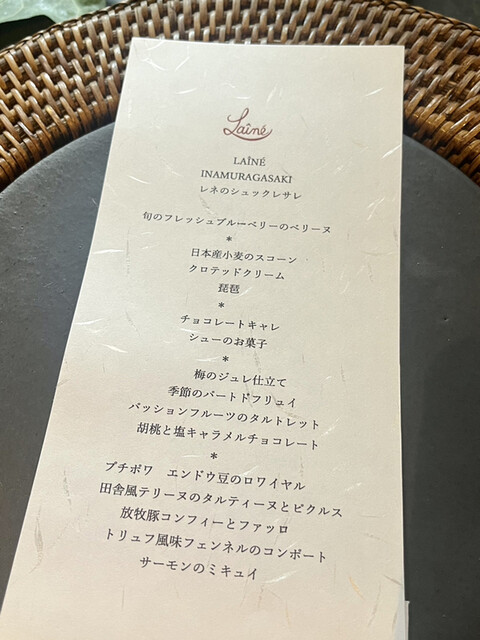 Laîné
LAÎNÉ
INAMURAGASAKI
レネのシュックレサレ
旬のフレッシュブルーベリーのベリーヌ
*
日本産小麦のスコーン
クロテッドクリーム
琵琶
*
チョコレートキャレ
シューのお菓子
*
梅のジュレ仕立て
季節のパートドフリュイ
パッションフルーツのタルトレット
胡桃と塩キャラメルチョコレート
*
プチポワ エンドウ豆のロワイヤル
田舎風テリーヌのタルティーヌとピクルス
放牧豚コンフィーとファッロ
トリュフ風味フェンネルのコンポート
サーモンのミキュイ